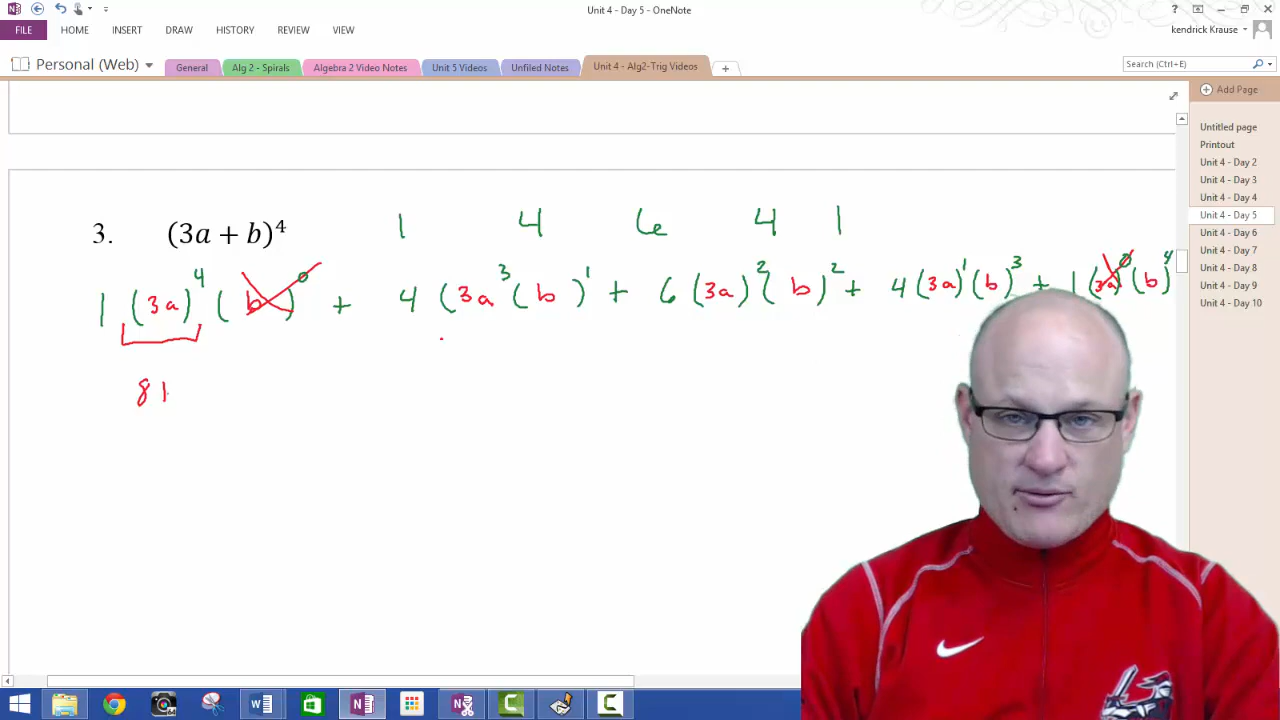 Unit 4 - Day 5 - OneNote
FILE HOME INSERT DRAW HISTORY REVIEW VIEW kendrick Krause
Personal (Web) General Alg 2 - Spirals Algebra 2 Video Notes Unit 5 Videos Unfiled Notes Unit 4 - Alg2-Trig Videos Search (Ctrl+E)
Add Page
Untitled page
Printout
Unit 4 - Day 2
Unit 4 - Day 3
Unit 4 - Day 4
Unit 4 - Day 5
Unit 4 - Day 6
Unit 4 - Day 7
Unit 4 - Day 8
Unit 4 - Day 9
Unit 4 - Day 10
3. (3a + b)⁴ 1 4 6 4 1
1 (3a)⁴ (b)⁰ + 4 (3a³ (b)¹ + 6 (3a)² (b)² + 4 (3a)¹ (b)³ + 1 (3a)⁰ (b)⁴
81